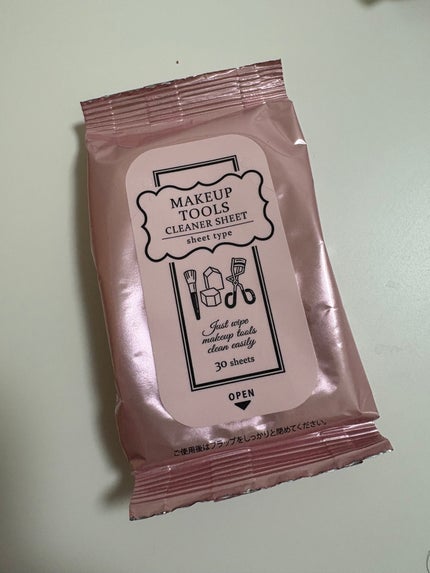 MAKEUP
TOOLS
CLEANER SHEET
sheet type
Just wipe
makeup tools
clean easily
30 sheets
OPEN
ご使用後はフラップをしっかりと閉めてください。